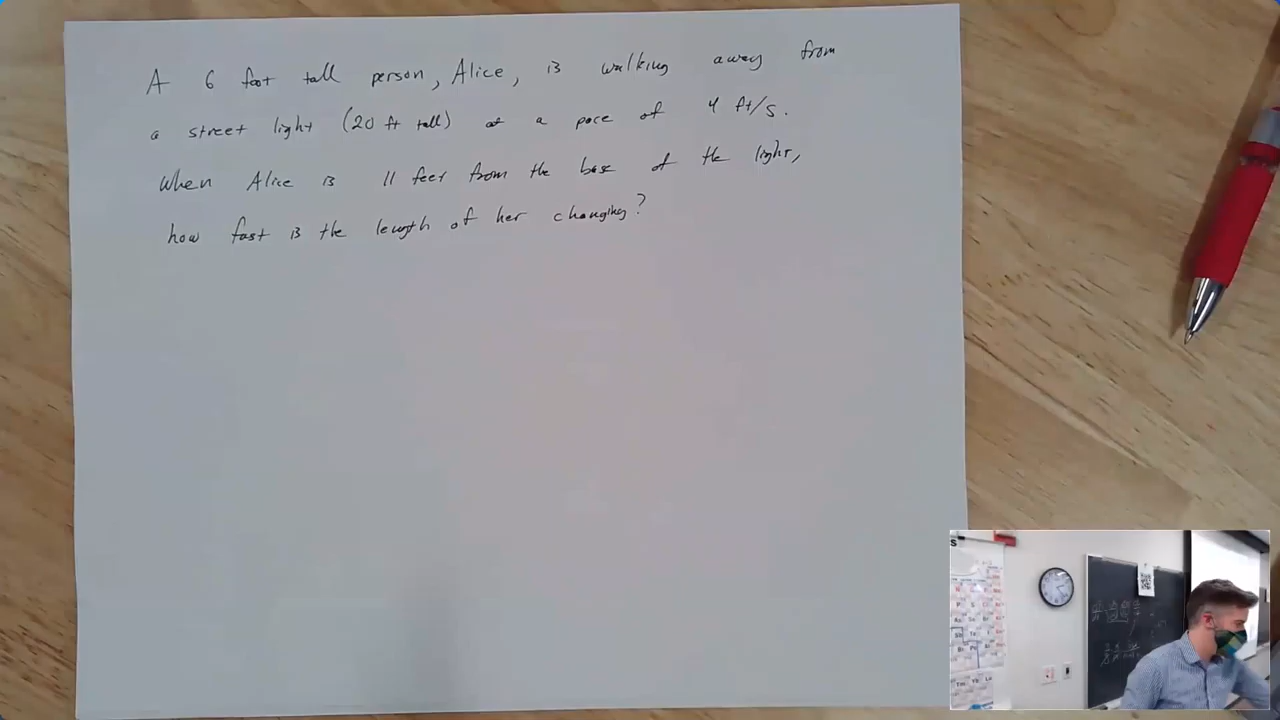 A 6 foot tall person, Alice, is walking away from
a street light (20 ft tall) at a pace of 4 ft/s.
When Alice is 11 feet from the base of the light,
how fast is the length of her changing?